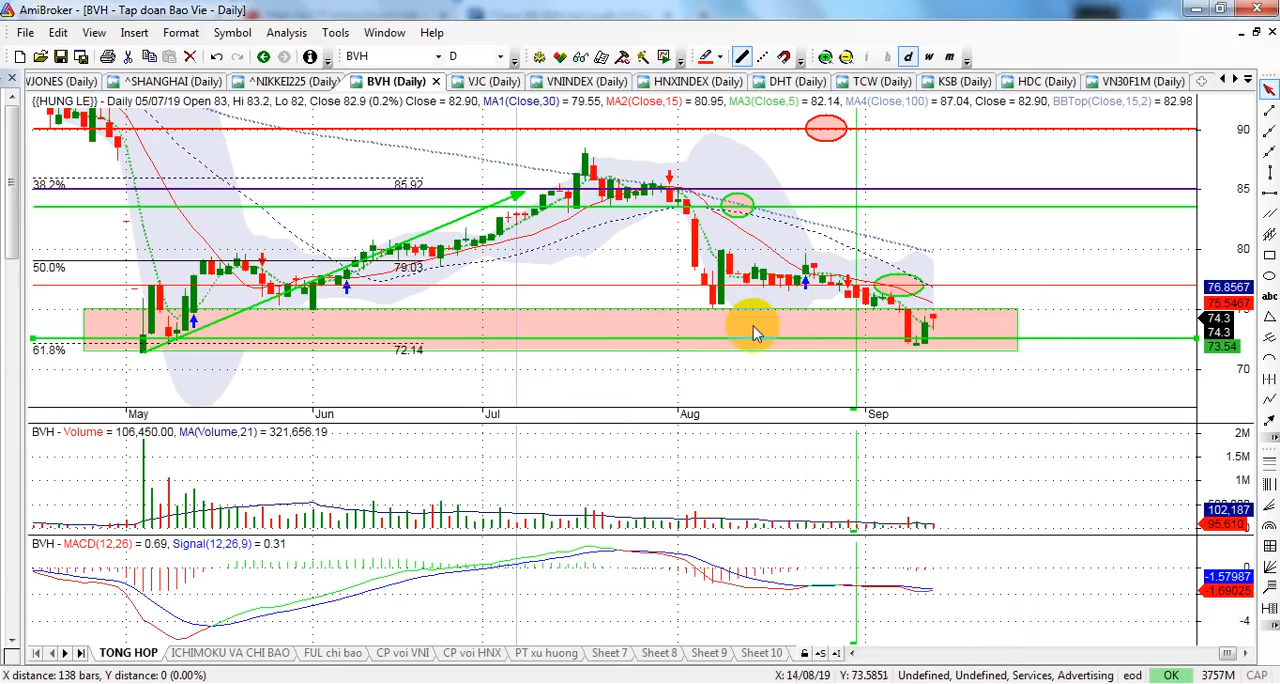 AmiBroker - [BVH - Tap doan Bao Vie - Daily]
File Edit View Insert Format Symbol Analysis Tools Window Help
BVH D i h d w m
VJONES (Daily) ^SHANGHAI (Daily) ^NIKKEI225 (Daily) BVH (Daily) VJC (Daily) VNINDEX (Daily) HNXINDEX (Daily) DHT (Daily) TCW (Daily) KSB (Daily) HDC (Daily) VN30F1M (Daily)
{{HUNG LE}} - Daily 05/07/19 Open 83, Hi 83.2, Lo 82, Close 82.9 (0.2%) Close = 82.90, MA1(Close,30) = 79.55, MA2(Close,15) = 80.95, MA3(Close,5) = 82.14, MA4(Close,100) = 87.04, Close = 82.90, BBTop(Close,15,2) = 82.98
90
38.2% 85.92 85
80
50.0% 79.03
76.8567
75.5467
74.3
74.3
73.54
61.8% 72.14
70
May Jun Jul Aug Sep
abc
BVH - Volume = 106,450.00, MA(Volume,21) = 321,656.19
2M
1.5M
1M
102,187
95,610
BVH - MACD(12,26) = 0.69, Signal(12,26,9) = 0.31
0
-1.57987
-1.69025
-4
TONG HOP ICHIMOKU VA CHI BAO FUL chi bao CP voi VNI CP voi HNX PT xu huong Sheet 7 Sheet 8 Sheet 9 Sheet 10
X distance: 138 bars, Y distance: 0 (0.00%) X: 14/08/19 Y: 73.5851 Undefined, Undefined, Services, Advertising eod OK 3757M CAP